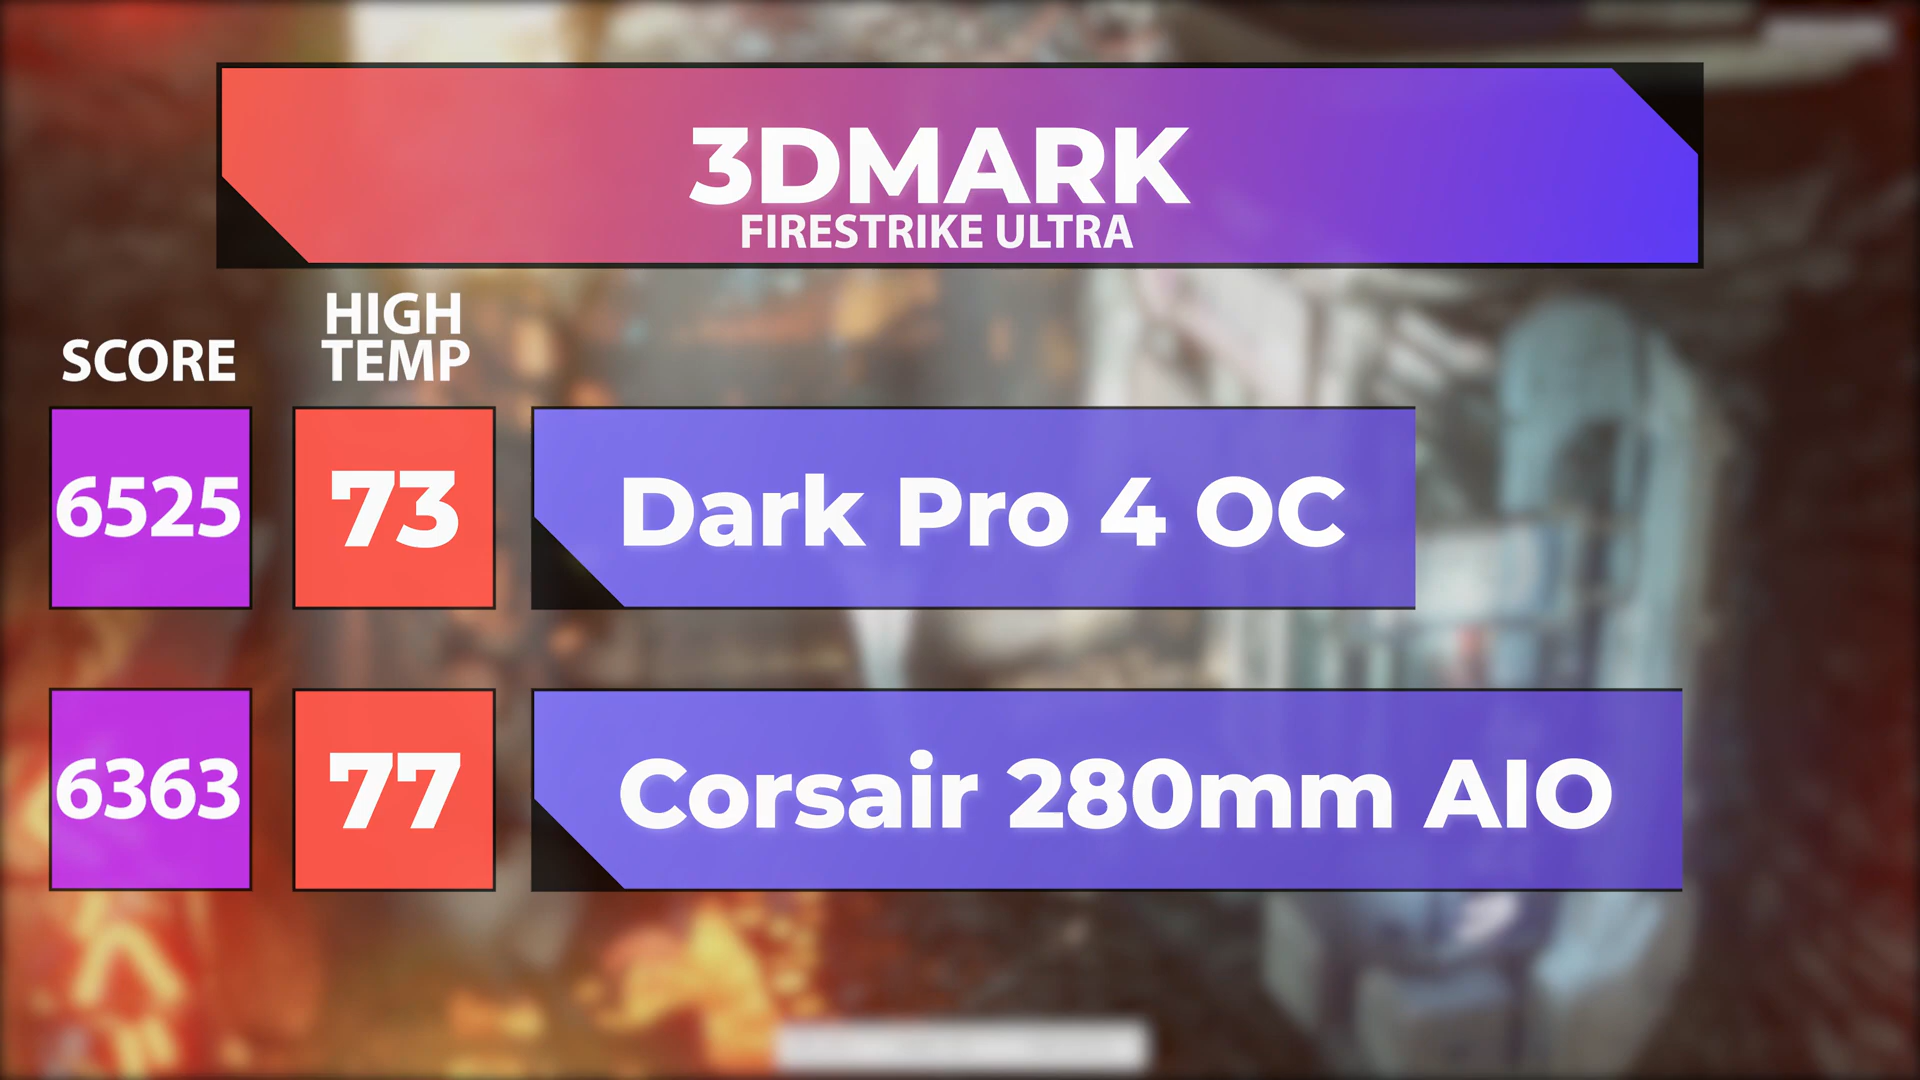 3DMARK
FIRESTRIKE ULTRA
SCORE
HIGH
TEMP
6525
73
Dark Pro 4 OC
6363
77
Corsair 280mm AIO